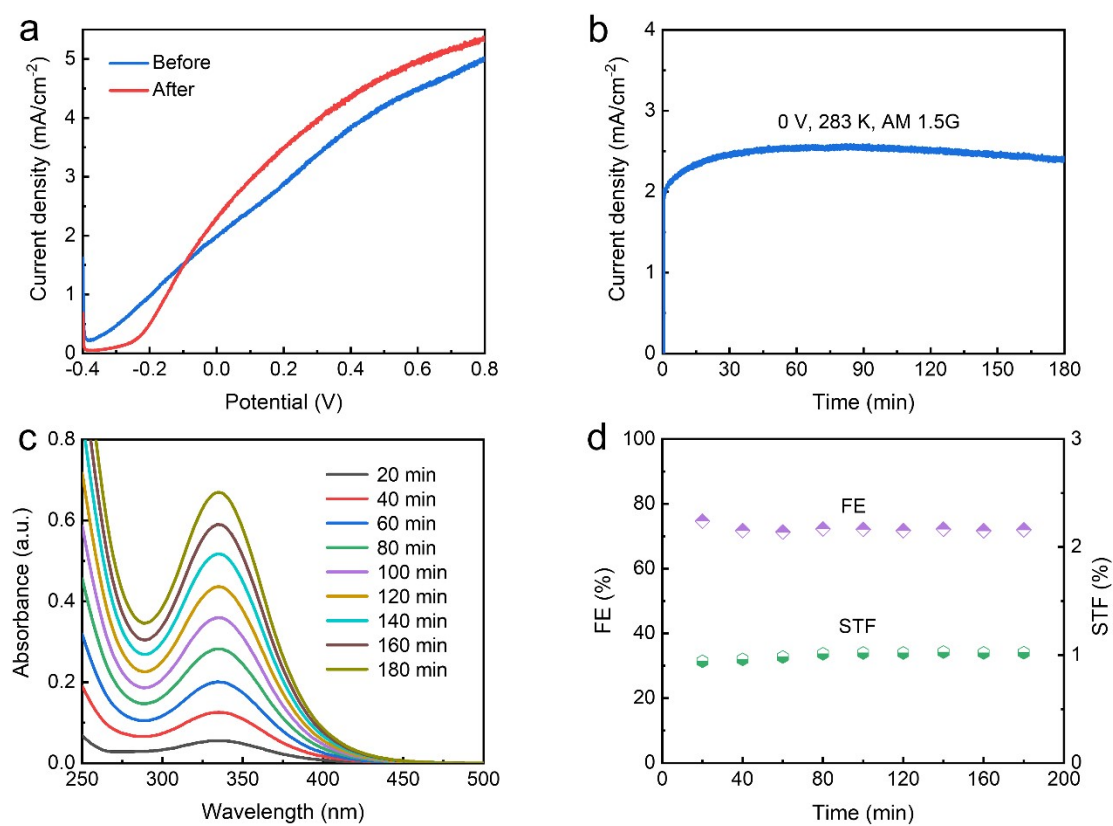 a
Before
After
Current density (mA/cm⁻²)
5
4
3
2
1
0
-0.4 -0.2 0.0 0.2 0.4 0.6 0.8
Potential (V)
b
0 V, 283 K, AM 1.5G
Current density (mA/cm⁻²)
4
3
2
1
0
0 30 60 90 120 150 180
Time (min)
c
20 min
40 min
60 min
80 min
100 min
120 min
140 min
160 min
180 min
Absorbance (a.u.)
0.8
0.6
0.4
0.2
0.0
250 300 350 400 450 500
Wavelength (nm)
d
FE
STF
FE (%)
100
80
60
40
20
0
STF (%)
3
2
1
0
0 40 80 120 160 200
Time (min)